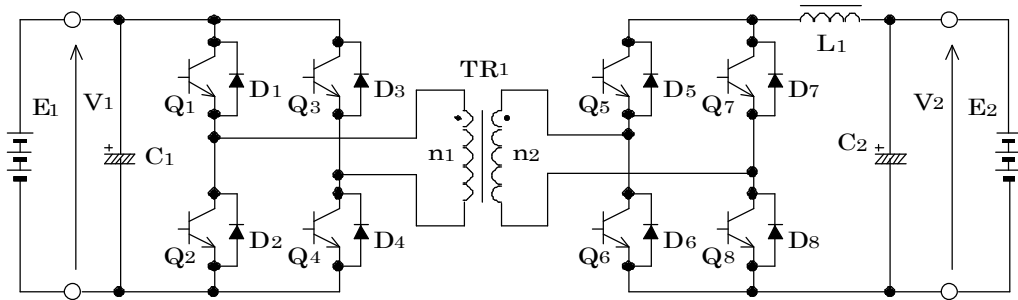 L1
TR1
E1
V1
C1
Q1
D1
Q3
D3
n1
n2
Q5
D5
Q7
D7
V2
E2
C2
Q2
D2
Q4
D4
Q6
D6
Q8
D8
+
+